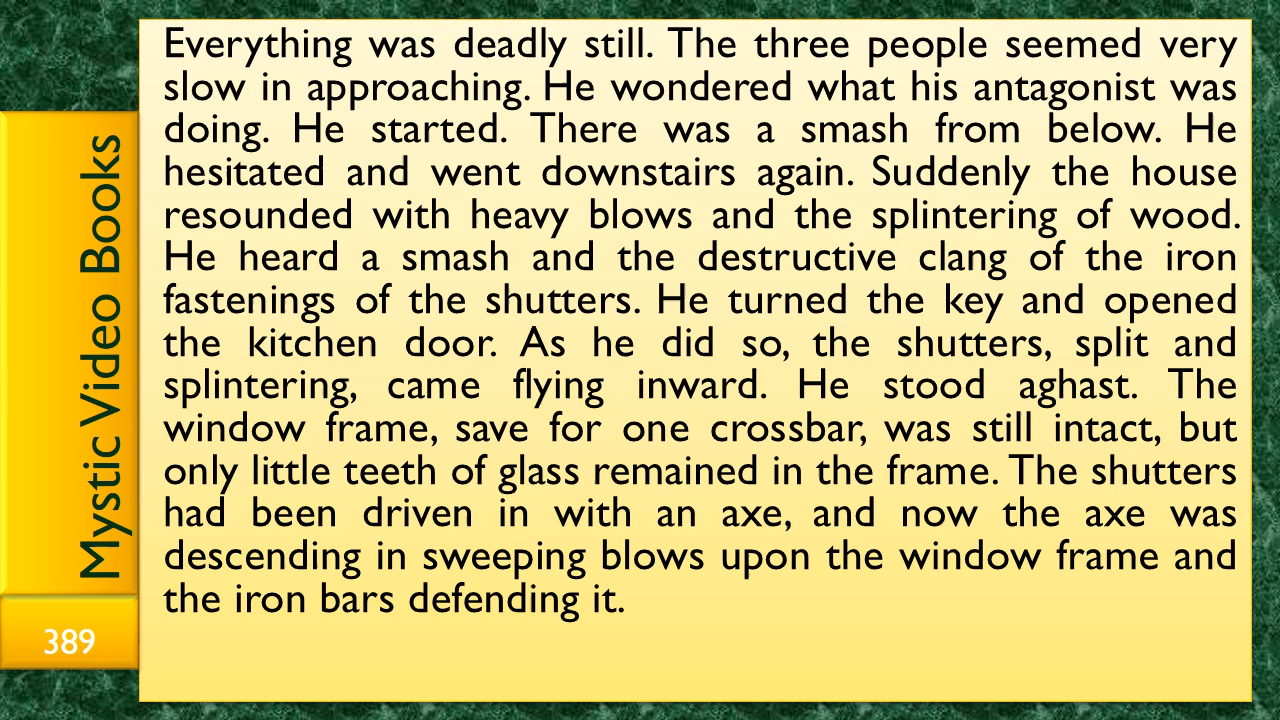 Everything was deadly still. The three people seemed very
slow in approaching. He wondered what his antagonist was
doing. He started. There was a smash from below. He
hesitated and went downstairs again. Suddenly the house
resounded with heavy blows and the splintering of wood.
He heard a smash and the destructive clang of the iron
fastenings of the shutters. He turned the key and opened
the kitchen door. As he did so, the shutters, split and
splintering, came flying inward. He stood aghast. The
window frame, save for one crossbar, was still intact, but
only little teeth of glass remained in the frame. The shutters
had been driven in with an axe, and now the axe was
descending in sweeping blows upon the window frame and
the iron bars defending it.
Mystic Video Books
389